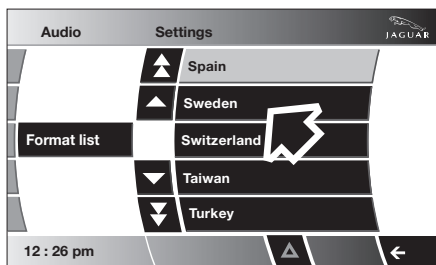 Audio Settings
JAGUAR
Spain
Sweden
Format list Switzerland
Taiwan
Turkey
12 : 26 pm